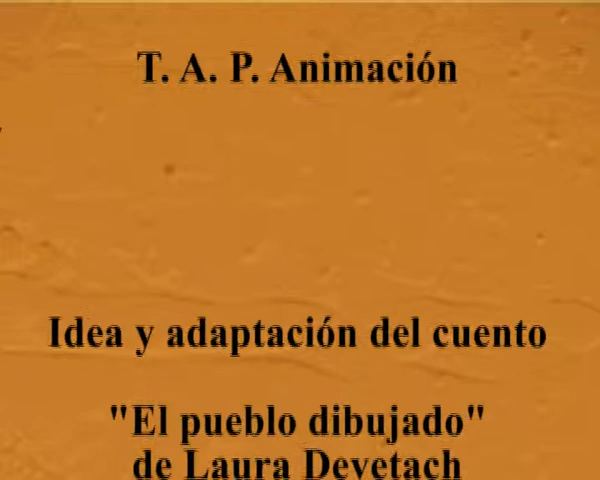 T. A. P. Animación
Idea y adaptación del cuento
"El pueblo dibujado"
de Laura Devetach